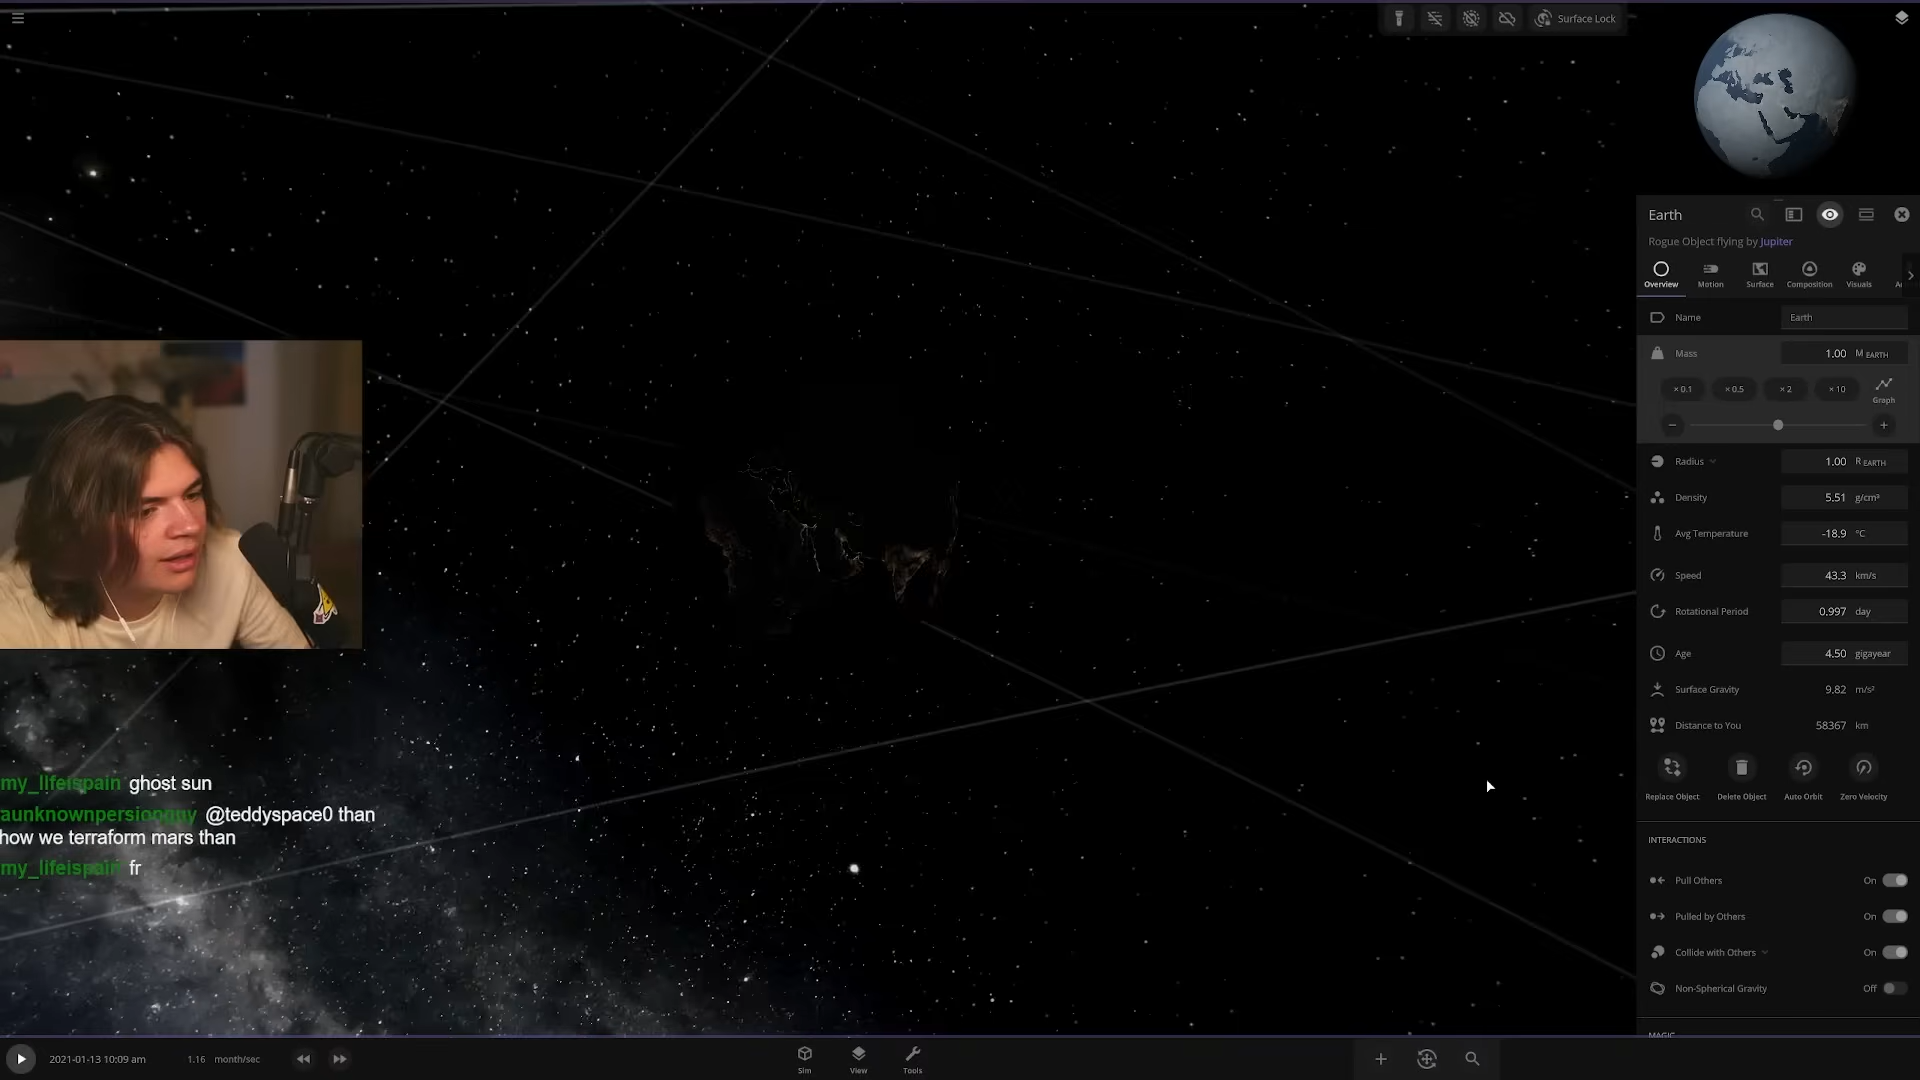 Surface Lock
Earth
Rogue Object flying by Jupiter
Overview
Motion
Surface
Composition
Visuals
Name
Earth
Mass
1.00 M EARTH
× 0.1
× 0.5
× 2
× 10
Graph
Radius
1.00 R EARTH
Density
5.51 g/cm³
Avg Temperature
-18.9 °C
Speed
43.3 km/s
Rotational Period
0.997 day
Age
4.50 gigayear
Surface Gravity
9.82 m/s²
Distance to You
58367 km
Replace Object
Delete Object
Auto Orbit
Zero Velocity
INTERACTIONS
Pull Others
On
Pulled by Others
On
Collide with Others
On
Non-Spherical Gravity
Off
MAGIC
my_lifeispain ghost sun
@teddyspace0 than
how we terraform mars than
my_lifeispain fr
2021-01-13 10:09 am
1.16 month/sec
Sim
View
Tools